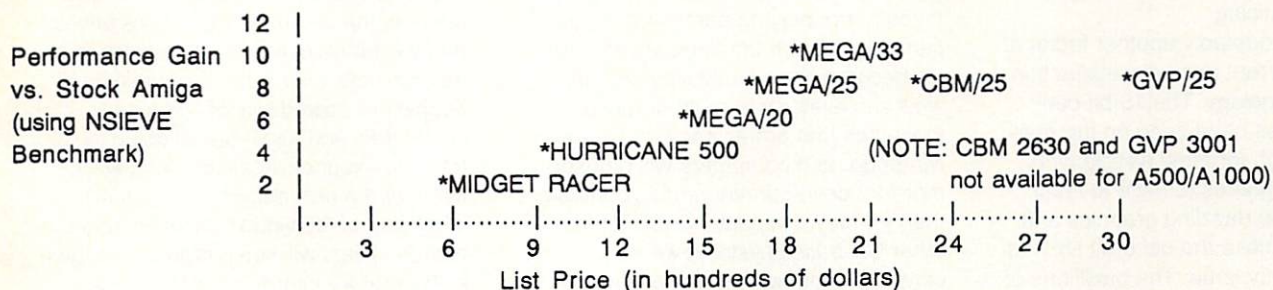 12
Performance Gain 10 *MEGA/33
vs. Stock Amiga 8 *MEGA/25 *CBM/25 *GVP/25
(using NSIEVE 6 *MEGA/20
Benchmark) 4 *HURRICANE 500 (NOTE: CBM 2630 and GVP 3001
2 *MIDGET RACER not available for A500/A1000)
3 6 9 12 15 18 21 24 27 30
List Price (in hundreds of dollars)